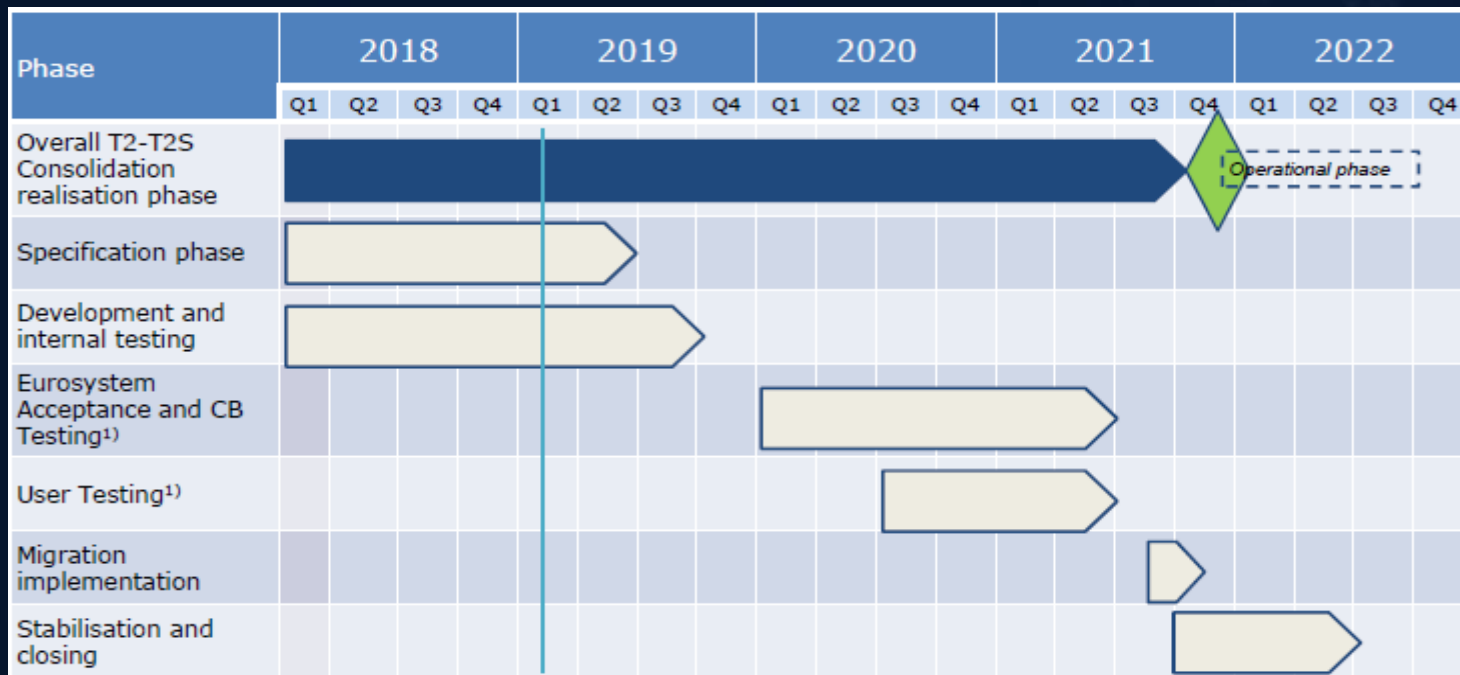 Phase
2018 2019 2020 2021 2022
Q1 Q2 Q3 Q4 Q1 Q2 Q3 Q4 Q1 Q2 Q3 Q4 Q1 Q2 Q3 Q4 Q1 Q2 Q3 Q4
Overall T2-T2S
Consolidation
realisation phase
Operational phase
Specification phase
Development and
internal testing
Eurosystem
Acceptance and CB
Testing¹⁾
User Testing¹⁾
Migration
implementation
Stabilisation and
closing